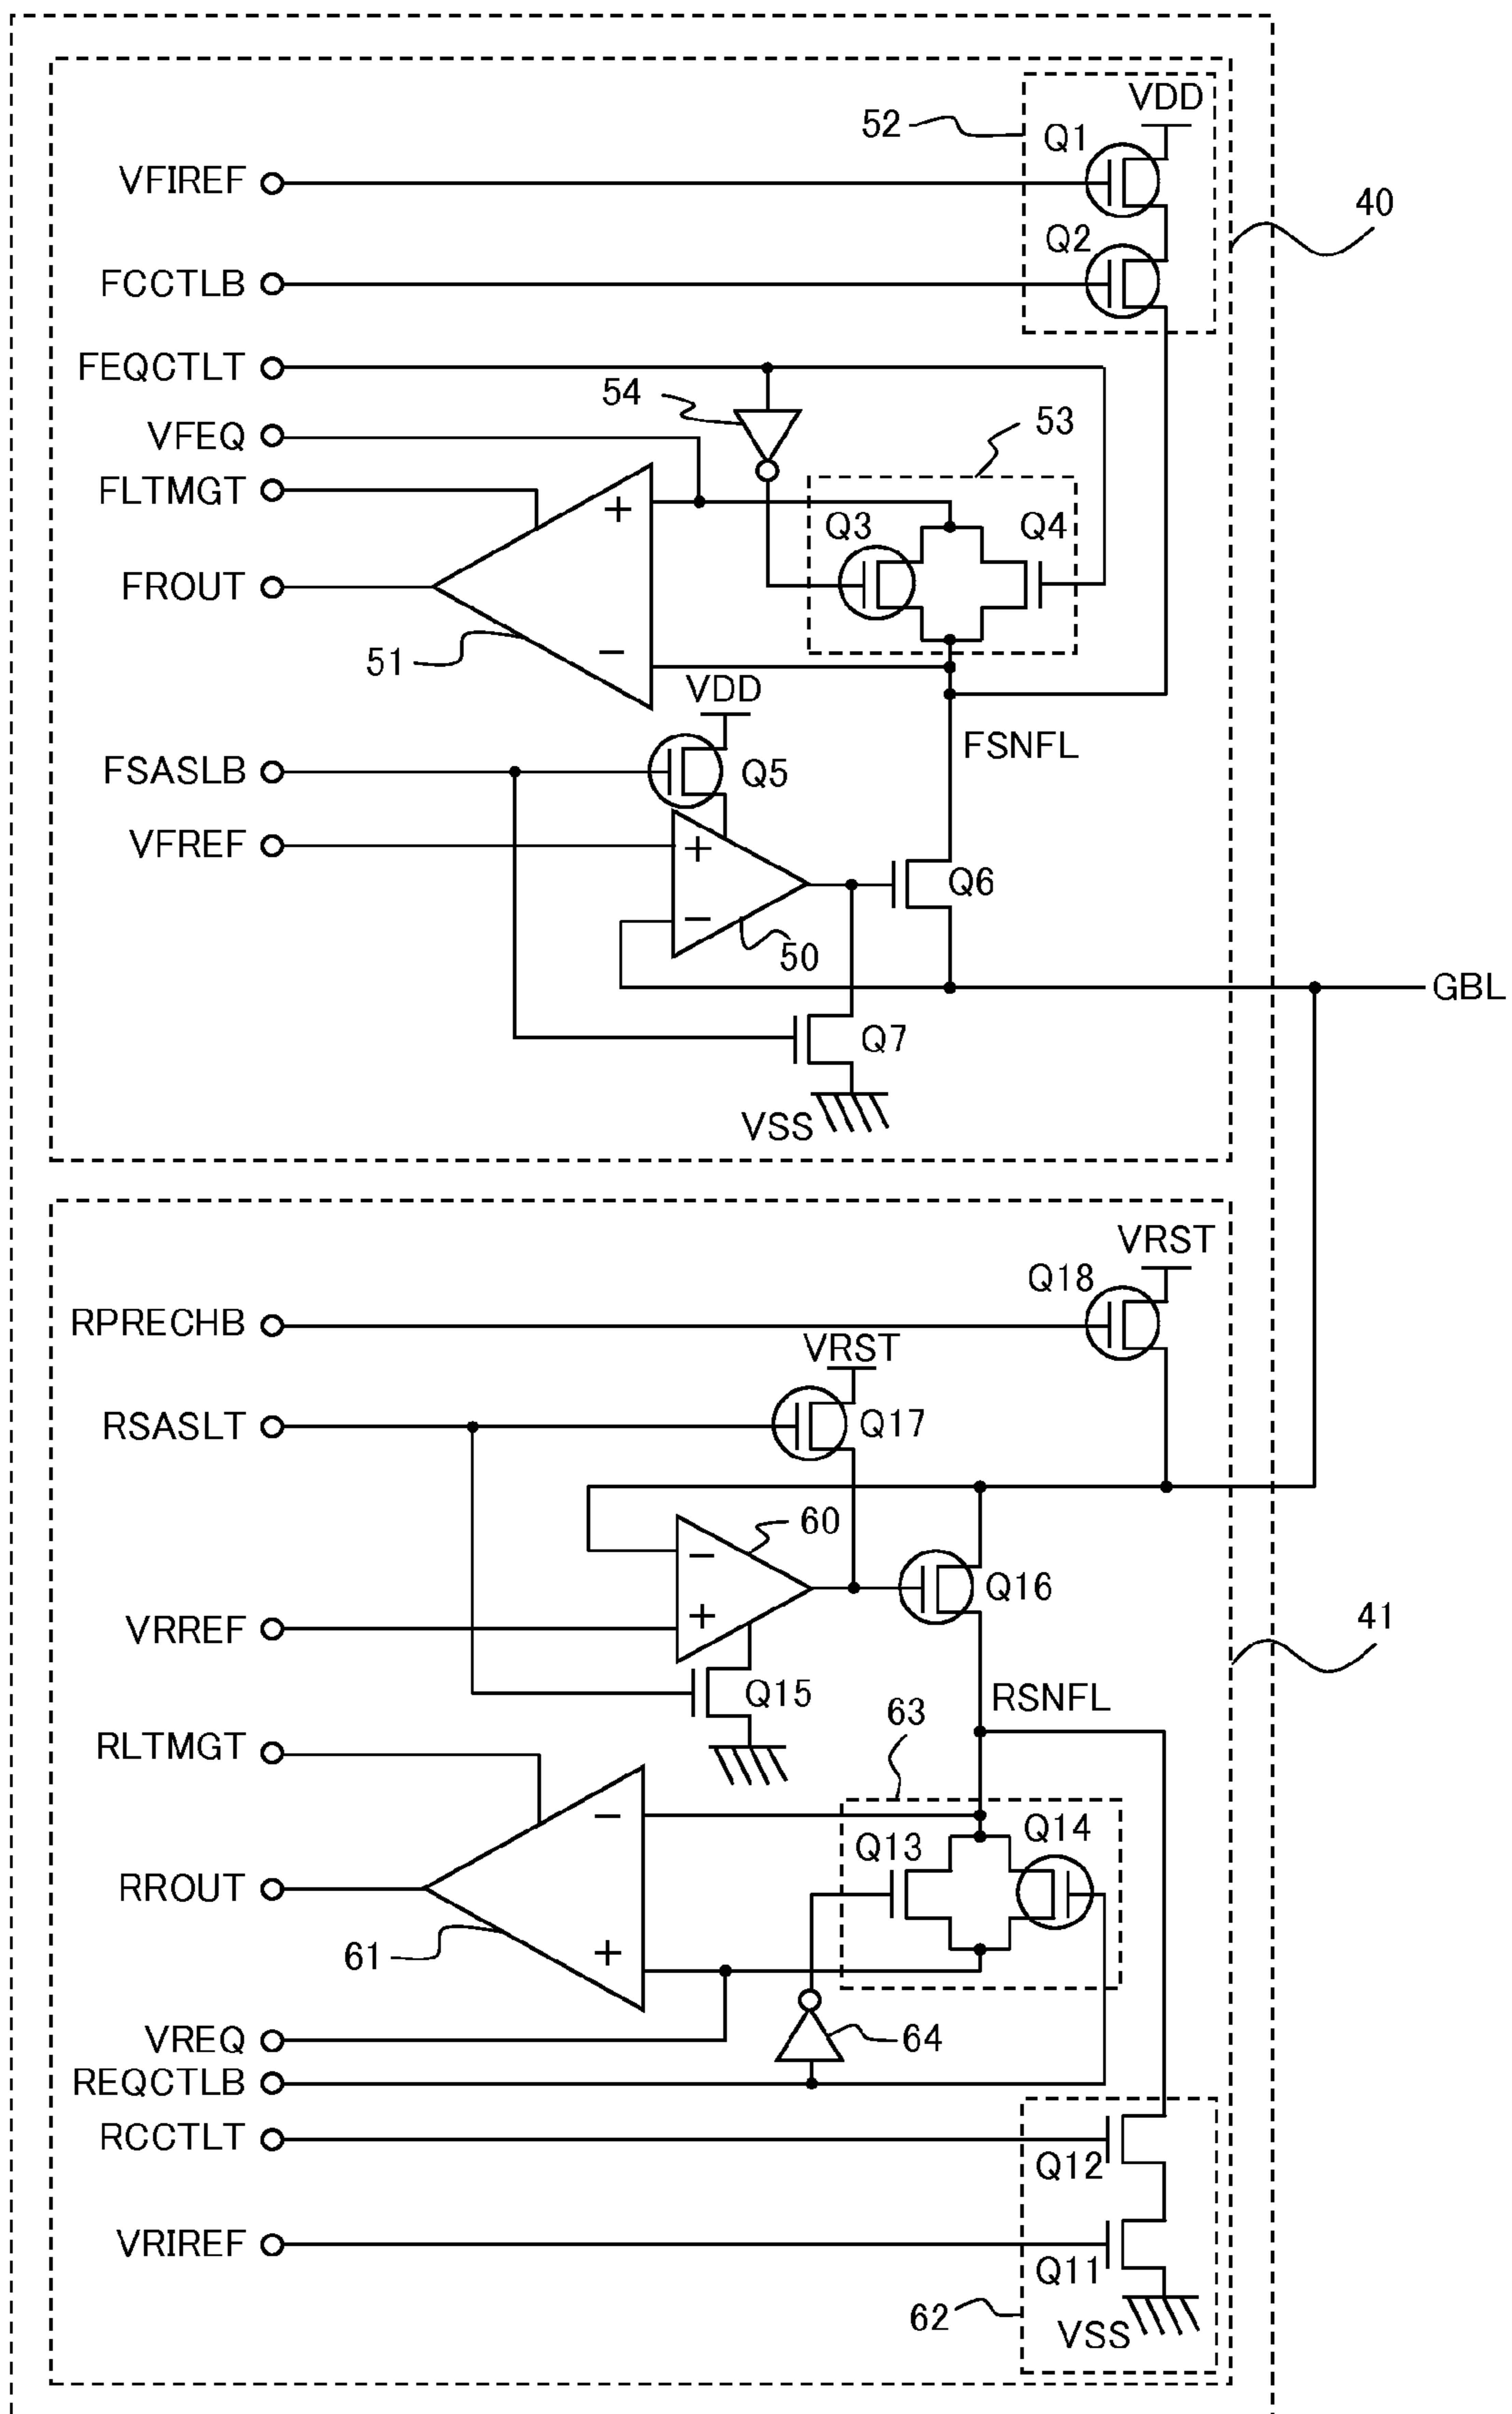 VDD
52
Q1
VFIREF
40
Q2
FCCTLB
FEQCTLT
54
53
VFEQ
FLTMGT
+
Q3
Q4
FROUT
51
−
VDD
FSNFL
FSASLB
Q5
VFREF
+
Q6
−
50
GBL
Q7
VSS
VRST
Q18
RPRECHB
VRST
RSASLT
Q17
60
−
Q16
+
VRREF
41
Q15
RSNFL
63
RLTMGT
−
Q13
Q14
RROUT
61
+
VREQ
64
REQCTLB
RCCTLT
Q12
VRIREF
Q11
62
VSS